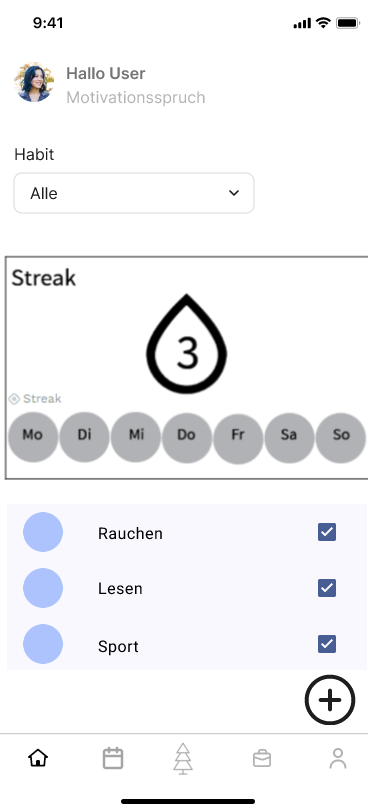 9:41
Hallo User
Motivationsspruch
Habit
Alle
Streak
3
Streak
Mo Di Mi Do Fr Sa So
Rauchen
Lesen
Sport